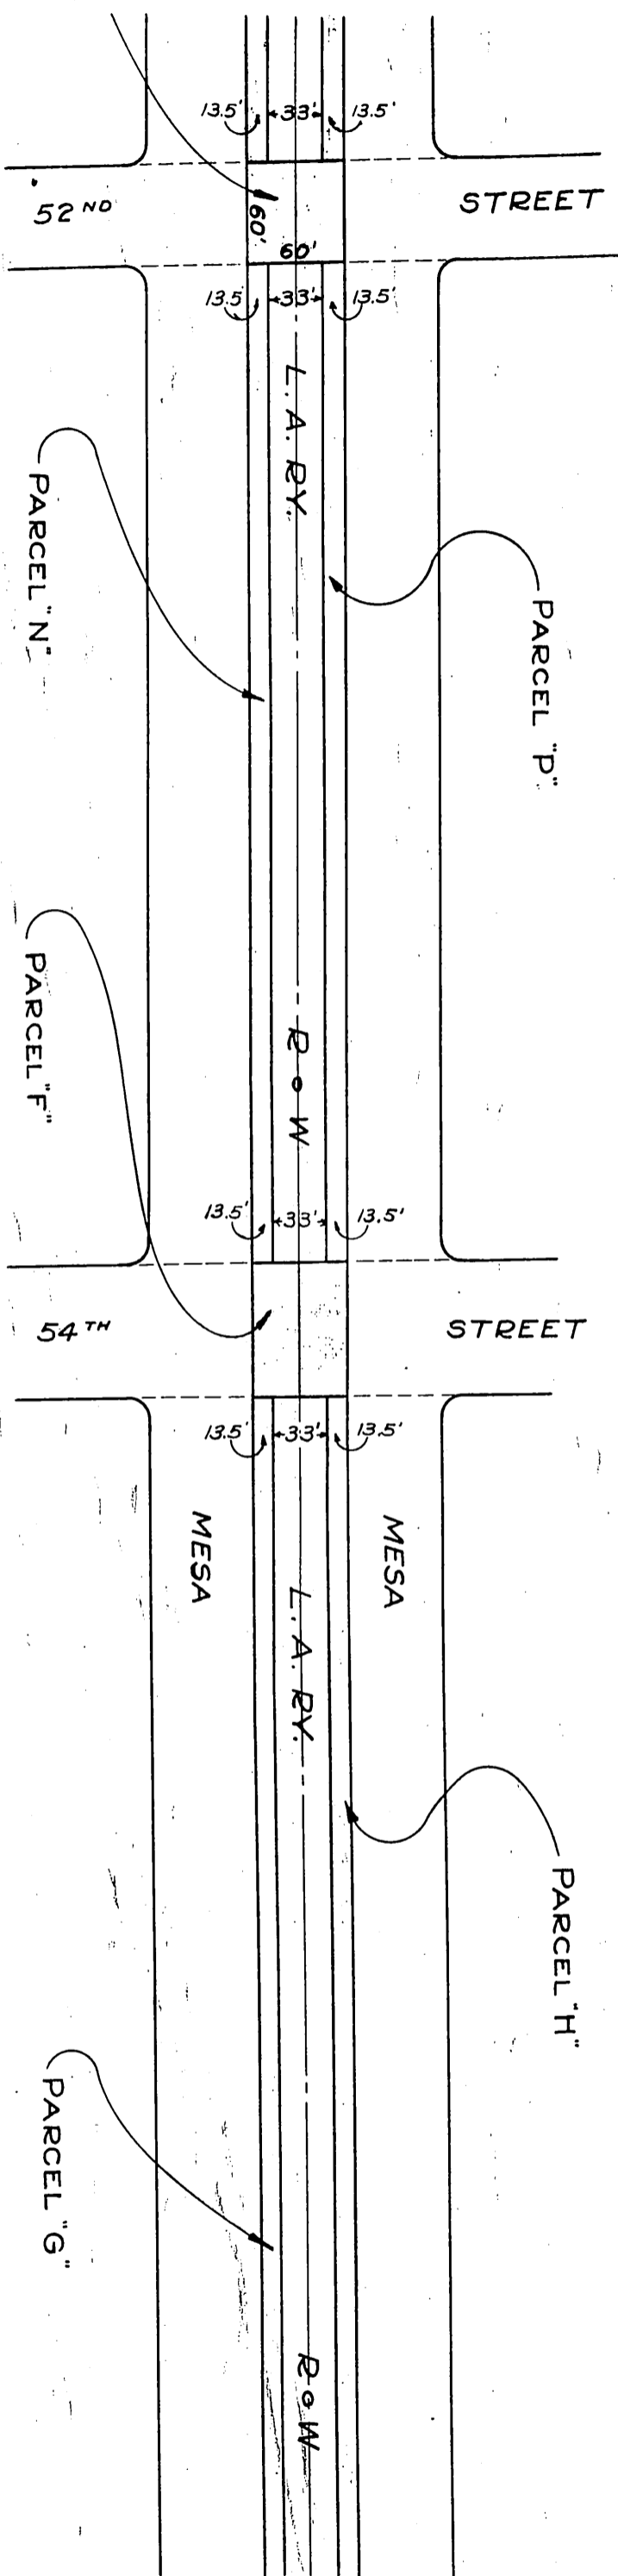 13.5' 33' 13.5'
52ND STREET
60'
60'
13.5 33' 13.5'
L. A. RY.
PARCEL "N"
PARCEL "P"
PARCEL "F"
R o W
13.5' 33' 13.5'
54TH STREET
13.5' 33' 13.5'
MESA MESA
L. A. RY.
PARCEL "H"
PARCEL "G"
R o W